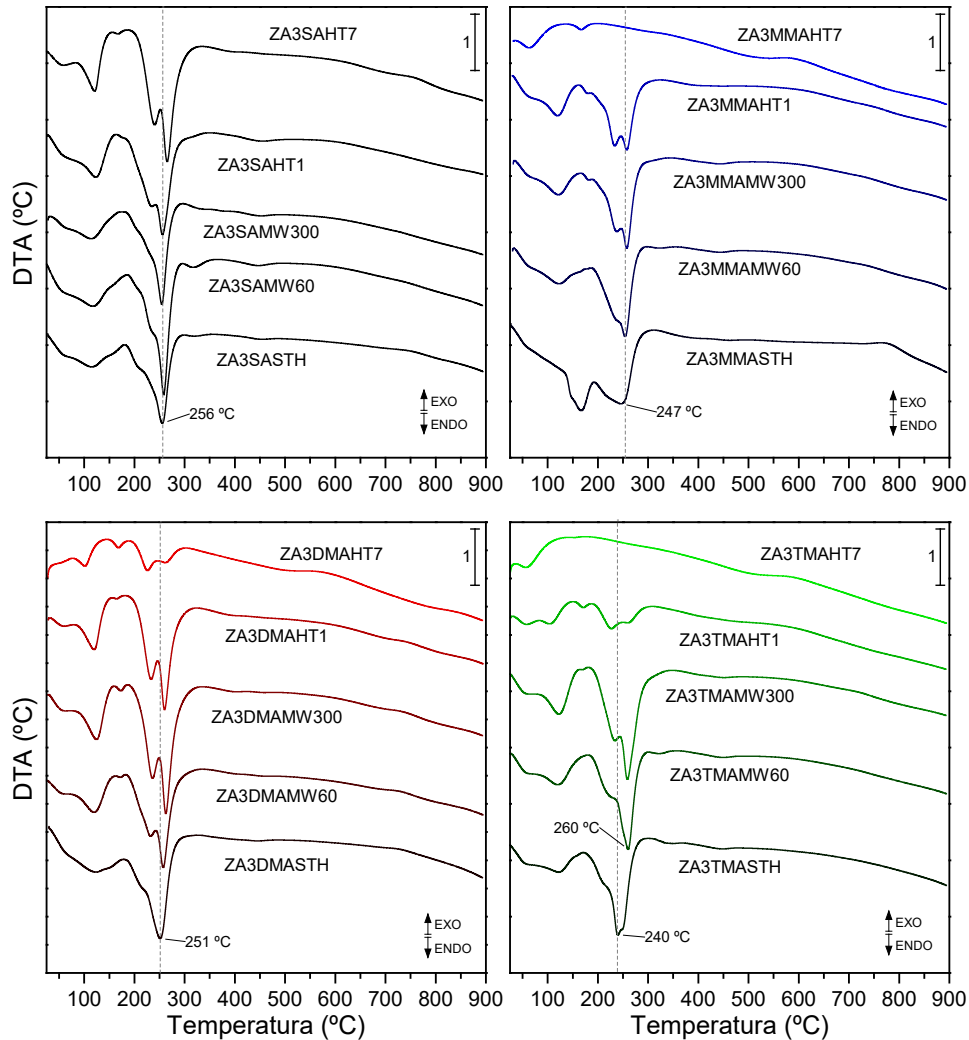 ZA3SAHT7
1
ZA3SAHT1
ZA3SAMW300
ZA3SAMW60
ZA3SASTH
256 ºC
EXO
ENDO
DTA (ºC)
100 200 300 400 500 600 700 800 900
ZA3MMAHT7
1
ZA3MMAHT1
ZA3MMAMW300
ZA3MMAMW60
ZA3MMASTH
247 ºC
EXO
ENDO
100 200 300 400 500 600 700 800 900
ZA3DMAHT7
1
ZA3DMAHT1
ZA3DMAMW300
ZA3DMAMW60
ZA3DMASTH
251 ºC
EXO
ENDO
DTA (ºC)
100 200 300 400 500 600 700 800 900
Temperatura (ºC)
ZA3TMAHT7
1
ZA3TMAHT1
ZA3TMAMW300
ZA3TMAMW60
260 ºC
ZA3TMASTH
240 ºC
EXO
ENDO
100 200 300 400 500 600 700 800 900
Temperatura (ºC)